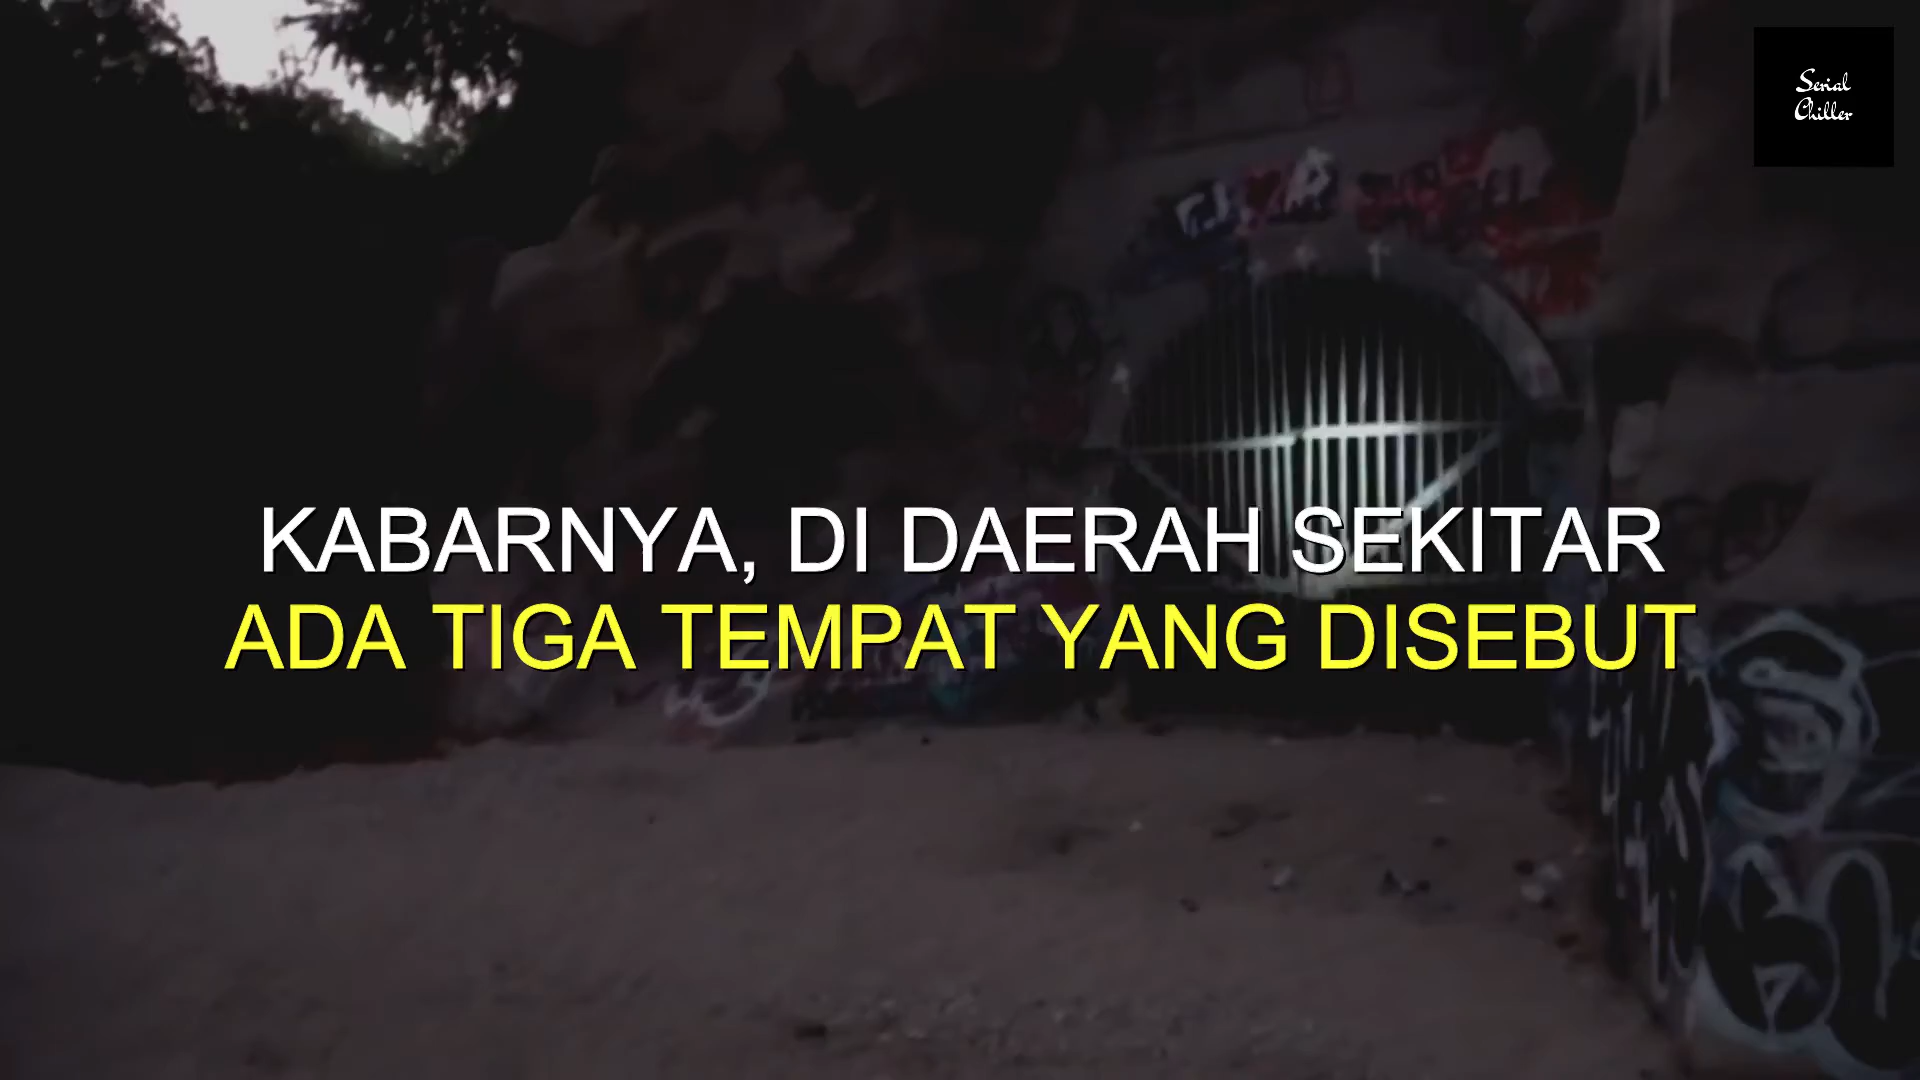 Serial
Chiller
KABARNYA, DI DAERAH SEKITAR
ADA TIGA TEMPAT YANG DISEBUT